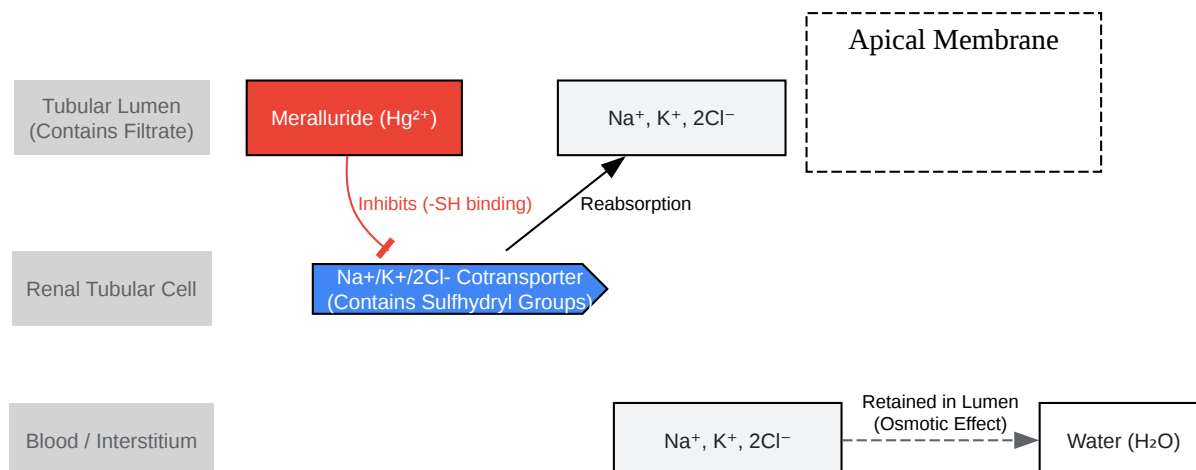 Apical Membrane
Tubular Lumen
(Contains Filtrate)
Meralluride (Hg²⁺)
Na⁺, K⁺, 2Cl⁻
Inhibits (-SH binding)
Reabsorption
Renal Tubular Cell
Na+/K+/2Cl- Cotransporter
(Contains Sulfhydryl Groups)
Blood / Interstitium
Na⁺, K⁺, 2Cl⁻
Retained in Lumen
(Osmotic Effect)
Water (H₂O)